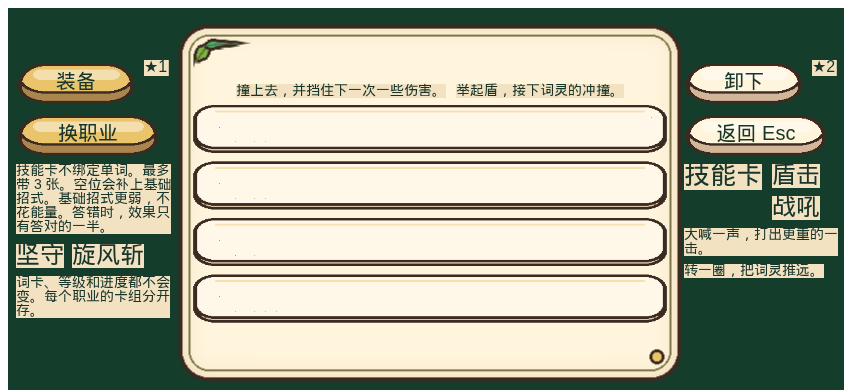 装备
★1
换职业
技能卡不绑定单词。最多
带 3 张。空位会补上基础
招式。基础招式更弱，不
花能量。答错时，效果只
有答对的一半。
坚守 旋风斩
词卡、等级和进度都不会
变。每个职业的卡组分开
存。
撞上去，并挡住下一次一些伤害。 举起盾，接下词灵的冲撞。
卸下
★2
返回 Esc
技能卡 盾击
战吼
大喊一声，打出更重的一
击。
转一圈，把词灵推远。